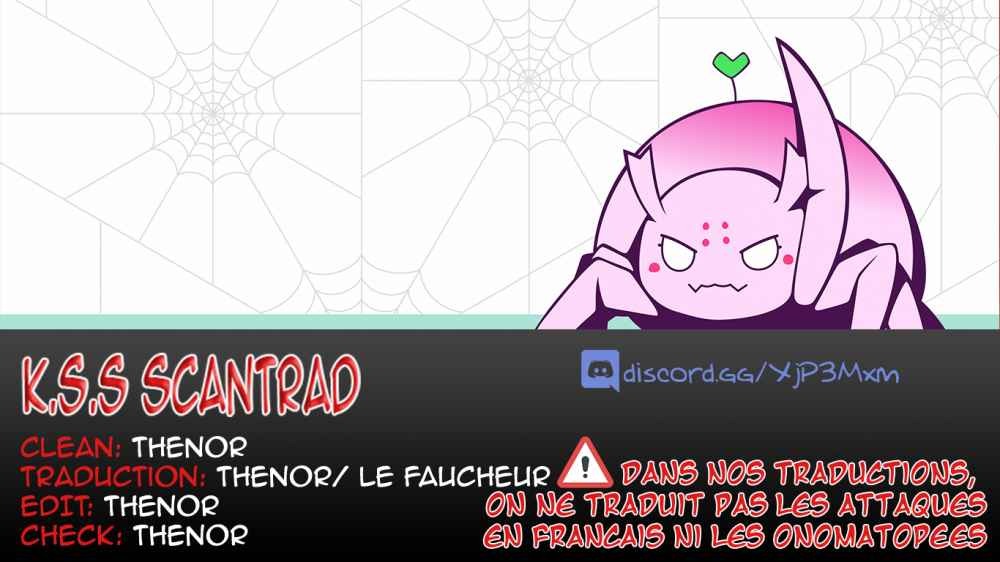 K.S.S SCANTRAD
discord.gg/XjP3Mxm
CLEAN: THENOR
TRADUCTION: THENOR/ LE FAUCHEUR
EDIT: THENOR
CHECK: THENOR
! DANS NOS TRADUCTIONS,
ON NE TRADUIT PAS LES ATTAQUES
EN FRANCAIS NI LES ONOMATOPEES